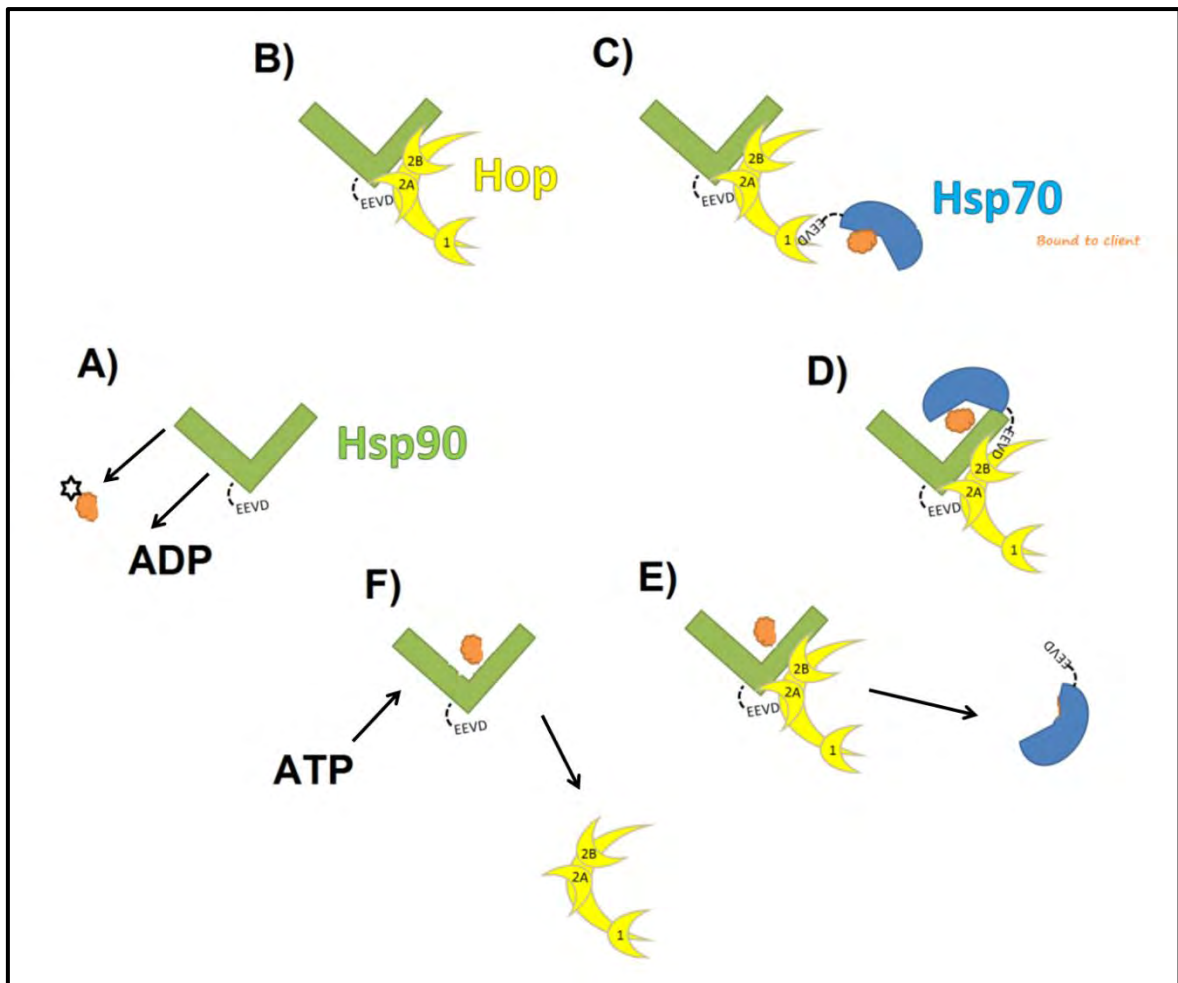 B)
2B
2A
EEVD
Hop
C)
2B
2A
EEVD
1
1
EEVD
Hsp70
Bound to client
A)
Hsp90
EEVD
ADP
D)
EEVD
2B
2A
EEVD
1
F)
EEVD
ATP
E)
2B
2A
EEVD
1
EEVD
2B
2A
1